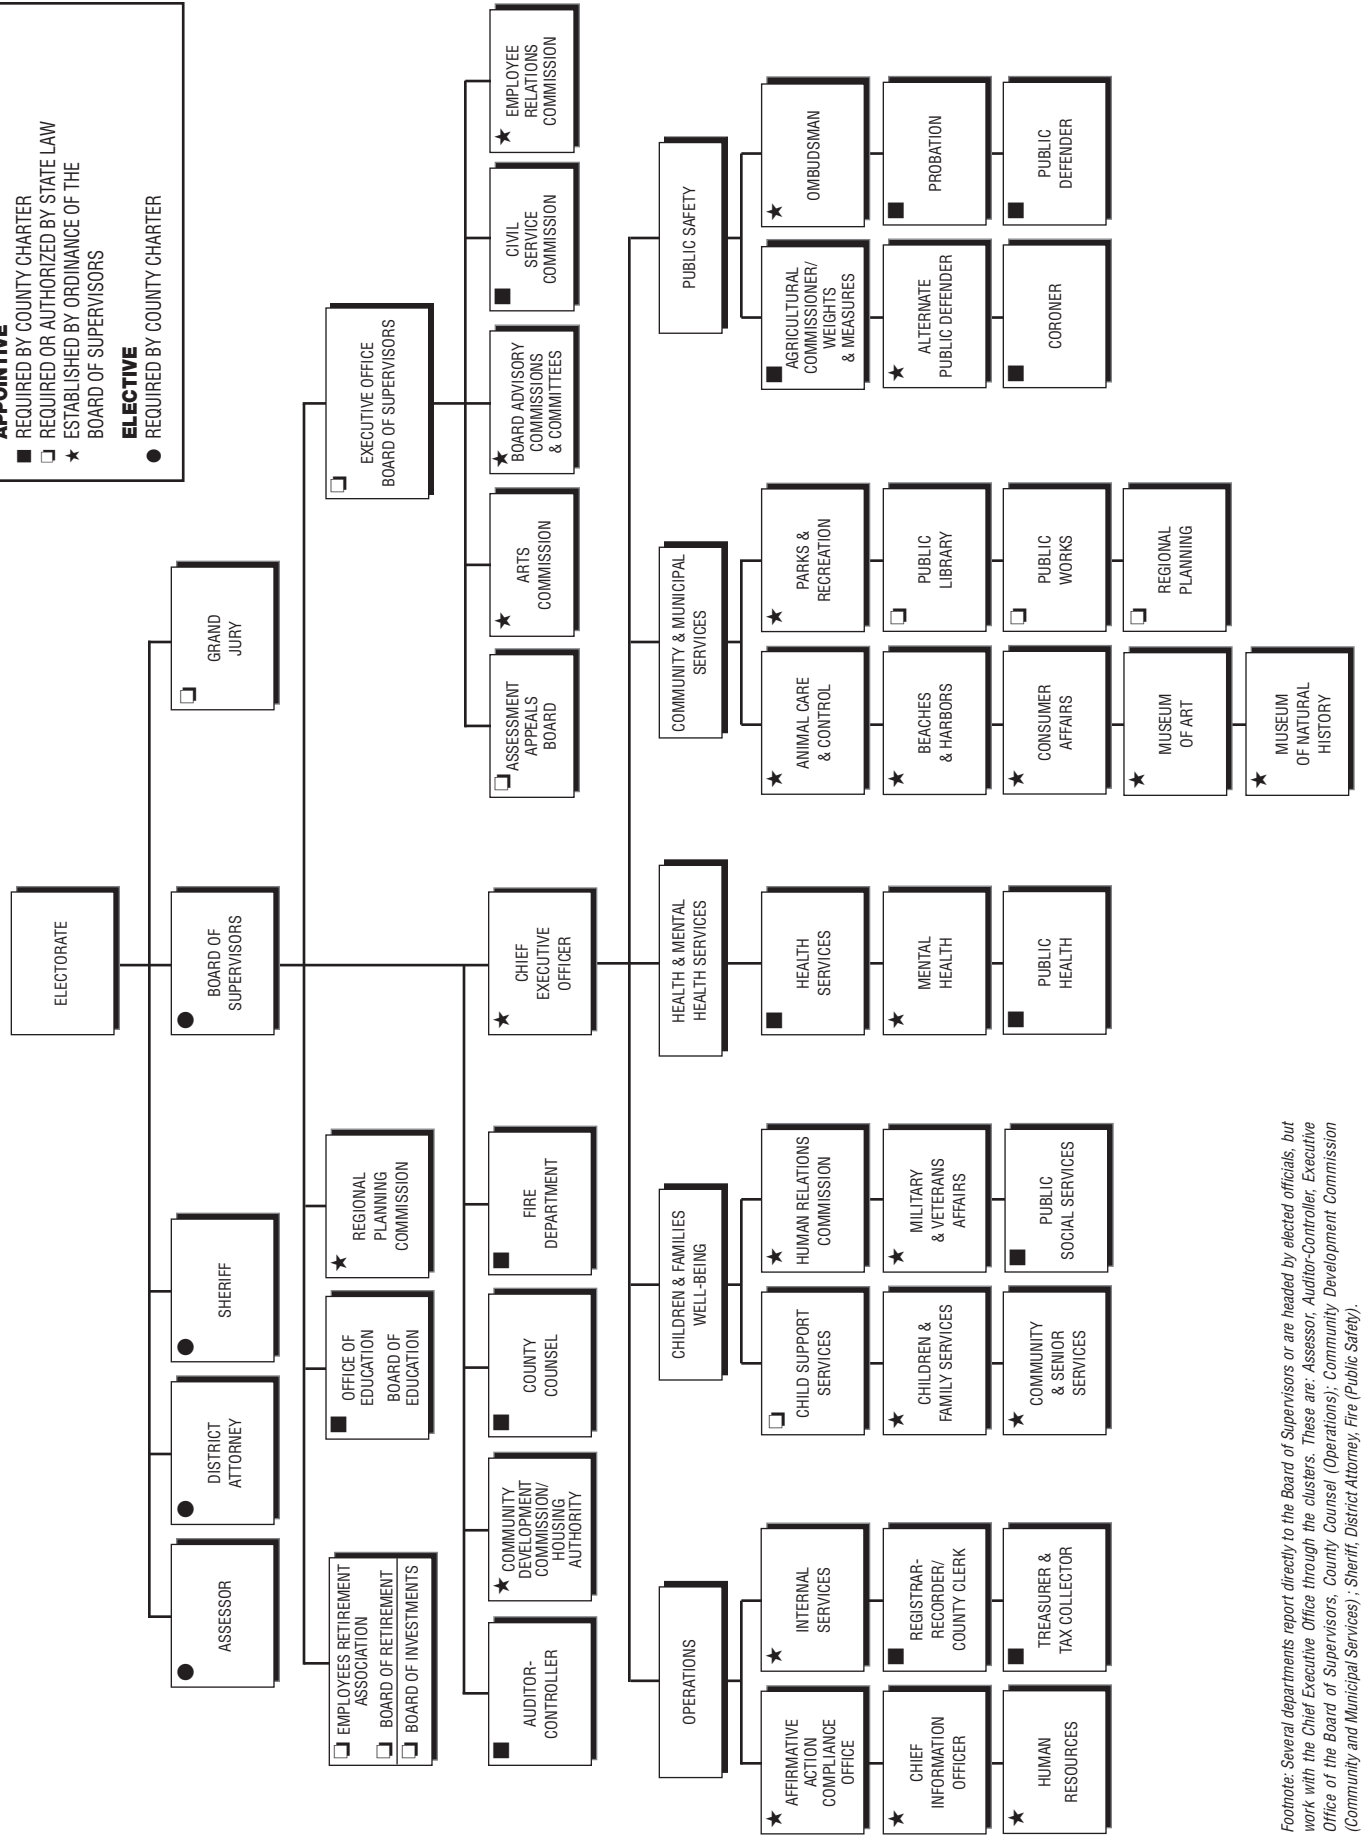 APPOINTIVE
■ REQUIRED BY COUNTY CHARTER
❏ REQUIRED OR AUTHORIZED BY STATE LAW
★ ESTABLISHED BY ORDINANCE OF THE
BOARD OF SUPERVISORS
ELECTIVE
● REQUIRED BY COUNTY CHARTER
ELECTORATE
● ASSESSOR
● DISTRICT
ATTORNEY
● SHERIFF
● BOARD OF
SUPERVISORS
❏ GRAND
JURY
❏ EMPLOYEES RETIREMENT
ASSOCIATION
❏ BOARD OF RETIREMENT
❏ BOARD OF INVESTMENTS
■ OFFICE OF
EDUCATION
BOARD OF
EDUCATION
★ REGIONAL
PLANNING
COMMISSION
❏ EXECUTIVE OFFICE
BOARD OF SUPERVISORS
■ AUDITOR-
CONTROLLER
★ COMMUNITY
DEVELOPMENT
COMMISSION/
HOUSING
AUTHORITY
■ COUNTY
COUNSEL
■ FIRE
DEPARTMENT
★ CHIEF
EXECUTIVE
OFFICER
❏ ASSESSMENT
APPEALS
BOARD
★ ARTS
COMMISSION
★ BOARD ADVISORY
COMMISSIONS
& COMMITTEES
■ CIVIL
SERVICE
COMMISSION
★ EMPLOYEE
RELATIONS
COMMISSION
OPERATIONS
★ AFFIRMATIVE
ACTION
COMPLIANCE
OFFICE
★ INTERNAL
SERVICES
★ CHIEF
INFORMATION
OFFICER
■ REGISTRAR-
RECORDER/
COUNTY CLERK
★ HUMAN
RESOURCES
■ TREASURER &
TAX COLLECTOR
CHILDREN & FAMILIES
WELL-BEING
❏ CHILD SUPPORT
SERVICES
★ HUMAN RELATIONS
COMMISSION
★ CHILDREN &
FAMILY SERVICES
★ MILITARY
& VETERANS
AFFAIRS
★ COMMUNITY
& SENIOR
SERVICES
■ PUBLIC
SOCIAL SERVICES
HEALTH & MENTAL
HEALTH SERVICES
■ HEALTH
SERVICES
★ MENTAL
HEALTH
■ PUBLIC
HEALTH
COMMUNITY & MUNICIPAL
SERVICES
★ ANIMAL CARE
& CONTROL
★ PARKS &
RECREATION
★ BEACHES
& HARBORS
❏ PUBLIC
LIBRARY
★ CONSUMER
AFFAIRS
❏ PUBLIC
WORKS
★ MUSEUM
OF ART
❏ REGIONAL
PLANNING
★ MUSEUM
OF NATURAL
HISTORY
PUBLIC SAFETY
■ AGRICULTURAL
COMMISSIONER/
WEIGHTS
& MEASURES
★ OMBUDSMAN
★ ALTERNATE
PUBLIC DEFENDER
■ PROBATION
■ CORONER
■ PUBLIC
DEFENDER
Footnote: Several departments report directly to the Board of Supervisors or are headed by elected officials, but
work with the Chief Executive Office through the clusters. These are: Assessor, Auditor-Controller, Executive
Office of the Board of Supervisors, County Counsel (Operations); Community Development Commission
(Community and Municipal Services) ; Sheriff, District Attorney, Fire (Public Safety).